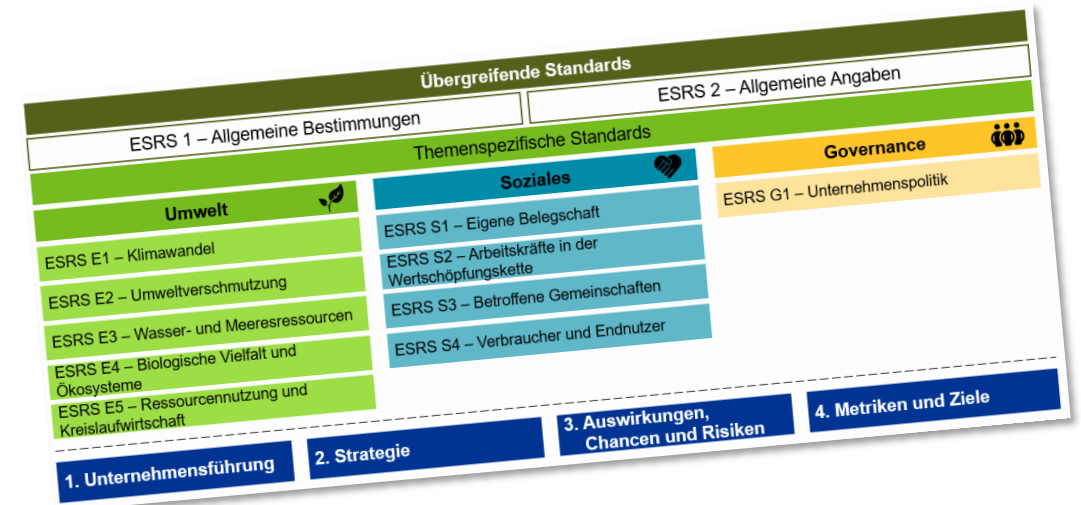 Übergreifende Standards
ESRS 1 – Allgemeine Bestimmungen
ESRS 2 – Allgemeine Angaben
Themenspezifische Standards
Umwelt
ESRS E1 – Klimawandel
ESRS E2 – Umweltverschmutzung
ESRS E3 – Wasser- und Meeresressourcen
ESRS E4 – Biologische Vielfalt und
Ökosysteme
ESRS E5 – Ressourcennutzung und
Kreislaufwirtschaft
Soziales
ESRS S1 – Eigene Belegschaft
ESRS S2 – Arbeitskräfte in der
Wertschöpfungskette
ESRS S3 – Betroffene Gemeinschaften
ESRS S4 – Verbraucher und Endnutzer
Governance
ESRS G1 – Unternehmenspolitik
1. Unternehmensführung
2. Strategie
3. Auswirkungen,
Chancen und Risiken
4. Metriken und Ziele